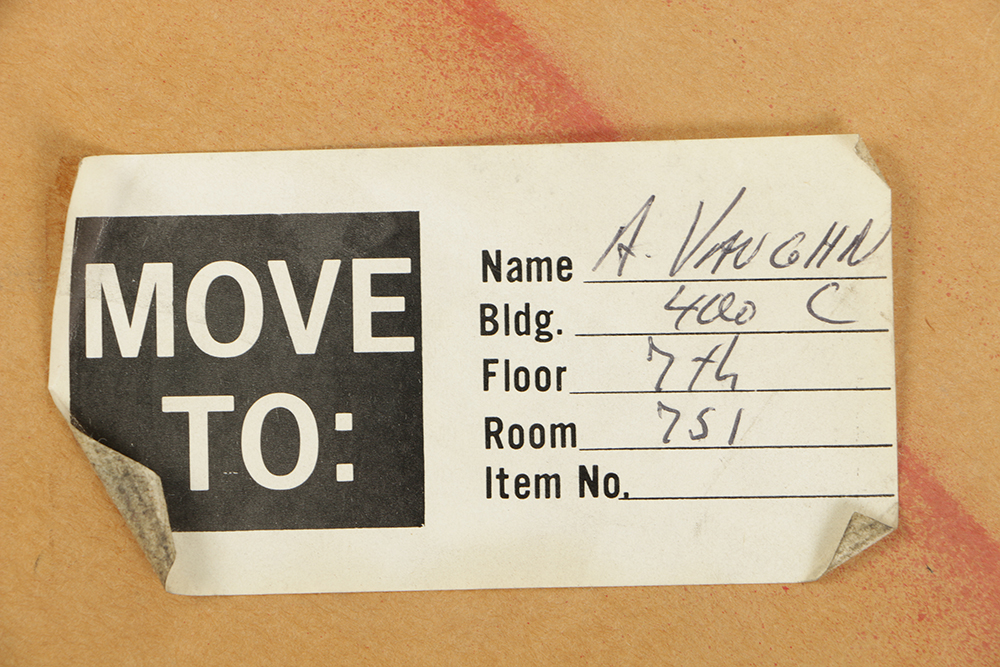 MOVE
TO:
Name A. VAUGHN
Bldg. 400 C
Floor 7th
Room 751
Item No.